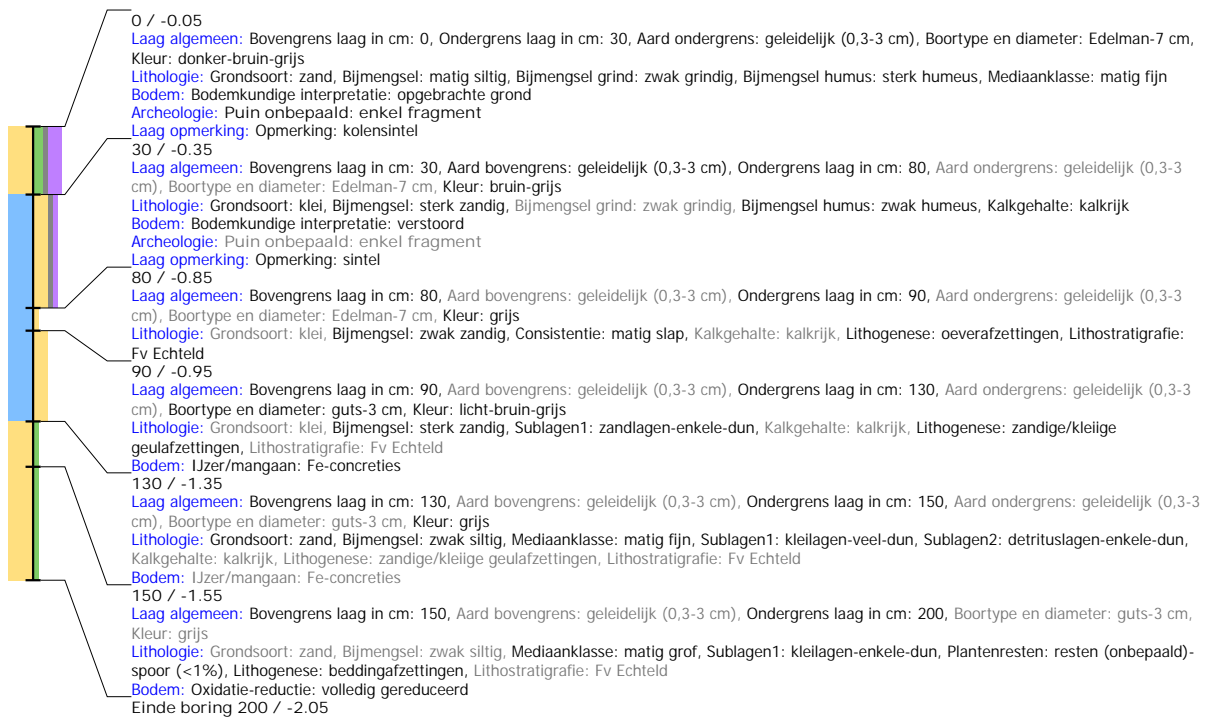 0 / -0.05
Laag algemeen: Bovengrens laag in cm: 0, Ondergrens laag in cm: 30, Aard ondergrens: geleidelijk (0,3-3 cm), Boortype en diameter: Edelman-7 cm,
Kleur: donker-bruin-grijs
Lithologie: Grondsoort: zand, Bijmengsel: matig siltig, Bijmengsel grind: zwak grindig, Bijmengsel humus: sterk humeus, Mediaanklasse: matig fijn
Bodem: Bodemkundige interpretatie: opgebrachte grond
Archeologie: Puin onbepaald: enkel fragment
Laag opmerking: Opmerking: kolensintel
30 / -0.35
Laag algemeen: Bovengrens laag in cm: 30, Aard bovengrens: geleidelijk (0,3-3 cm), Ondergrens laag in cm: 80, Aard ondergrens: geleidelijk (0,3-3
cm), Boortype en diameter: Edelman-7 cm, Kleur: bruin-grijs
Lithologie: Grondsoort: klei, Bijmengsel: sterk zandig, Bijmengsel grind: zwak grindig, Bijmengsel humus: zwak humeus, Kalkgehalte: kalkrijk
Bodem: Bodemkundige interpretatie: verstoord
Archeologie: Puin onbepaald: enkel fragment
Laag opmerking: Opmerking: sintel
80 / -0.85
Laag algemeen: Bovengrens laag in cm: 80, Aard bovengrens: geleidelijk (0,3-3 cm), Ondergrens laag in cm: 90, Aard ondergrens: geleidelijk (0,3-3
cm), Boortype en diameter: Edelman-7 cm, Kleur: grijs
Lithologie: Grondsoort: klei, Bijmengsel: zwak zandig, Consistentie: matig slap, Kalkgehalte: kalkrijk, Lithogenese: oeverafzettingen, Lithostratigrafie:
Fv Echteld
90 / -0.95
Laag algemeen: Bovengrens laag in cm: 90, Aard bovengrens: geleidelijk (0,3-3 cm), Ondergrens laag in cm: 130, Aard ondergrens: geleidelijk (0,3-3
cm), Boortype en diameter: guts-3 cm, Kleur: licht-bruin-grijs
Lithologie: Grondsoort: klei, Bijmengsel: sterk zandig, Sublagen1: zandlagen-enkele-dun, Kalkgehalte: kalkrijk, Lithogenese: zandige/kleiige
geulafzettingen, Lithostratigrafie: Fv Echteld
Bodem: IJzer/mangaan: Fe-concreties
130 / -1.35
Laag algemeen: Bovengrens laag in cm: 130, Aard bovengrens: geleidelijk (0,3-3 cm), Ondergrens laag in cm: 150, Aard ondergrens: geleidelijk (0,3-3
cm), Boortype en diameter: guts-3 cm, Kleur: grijs
Lithologie: Grondsoort: zand, Bijmengsel: zwak siltig, Mediaanklasse: matig fijn, Sublagen1: kleilagen-veel-dun, Sublagen2: detrituslagen-enkele-dun,
Kalkgehalte: kalkrijk, Lithogenese: zandige/kleiige geulafzettingen, Lithostratigrafie: Fv Echteld
Bodem: IJzer/mangaan: Fe-concreties
150 / -1.55
Laag algemeen: Bovengrens laag in cm: 150, Aard bovengrens: geleidelijk (0,3-3 cm), Ondergrens laag in cm: 200, Boortype en diameter: guts-3 cm,
Kleur: grijs
Lithologie: Grondsoort: zand, Bijmengsel: zwak siltig, Mediaanklasse: matig grof, Sublagen1: kleilagen-enkele-dun, Plantenresten: resten (onbepaald)-
spoor (<1%), Lithogenese: beddingafzettingen, Lithostratigrafie: Fv Echteld
Bodem: Oxidatie-reductie: volledig gereduceerd
Einde boring 200 / -2.05